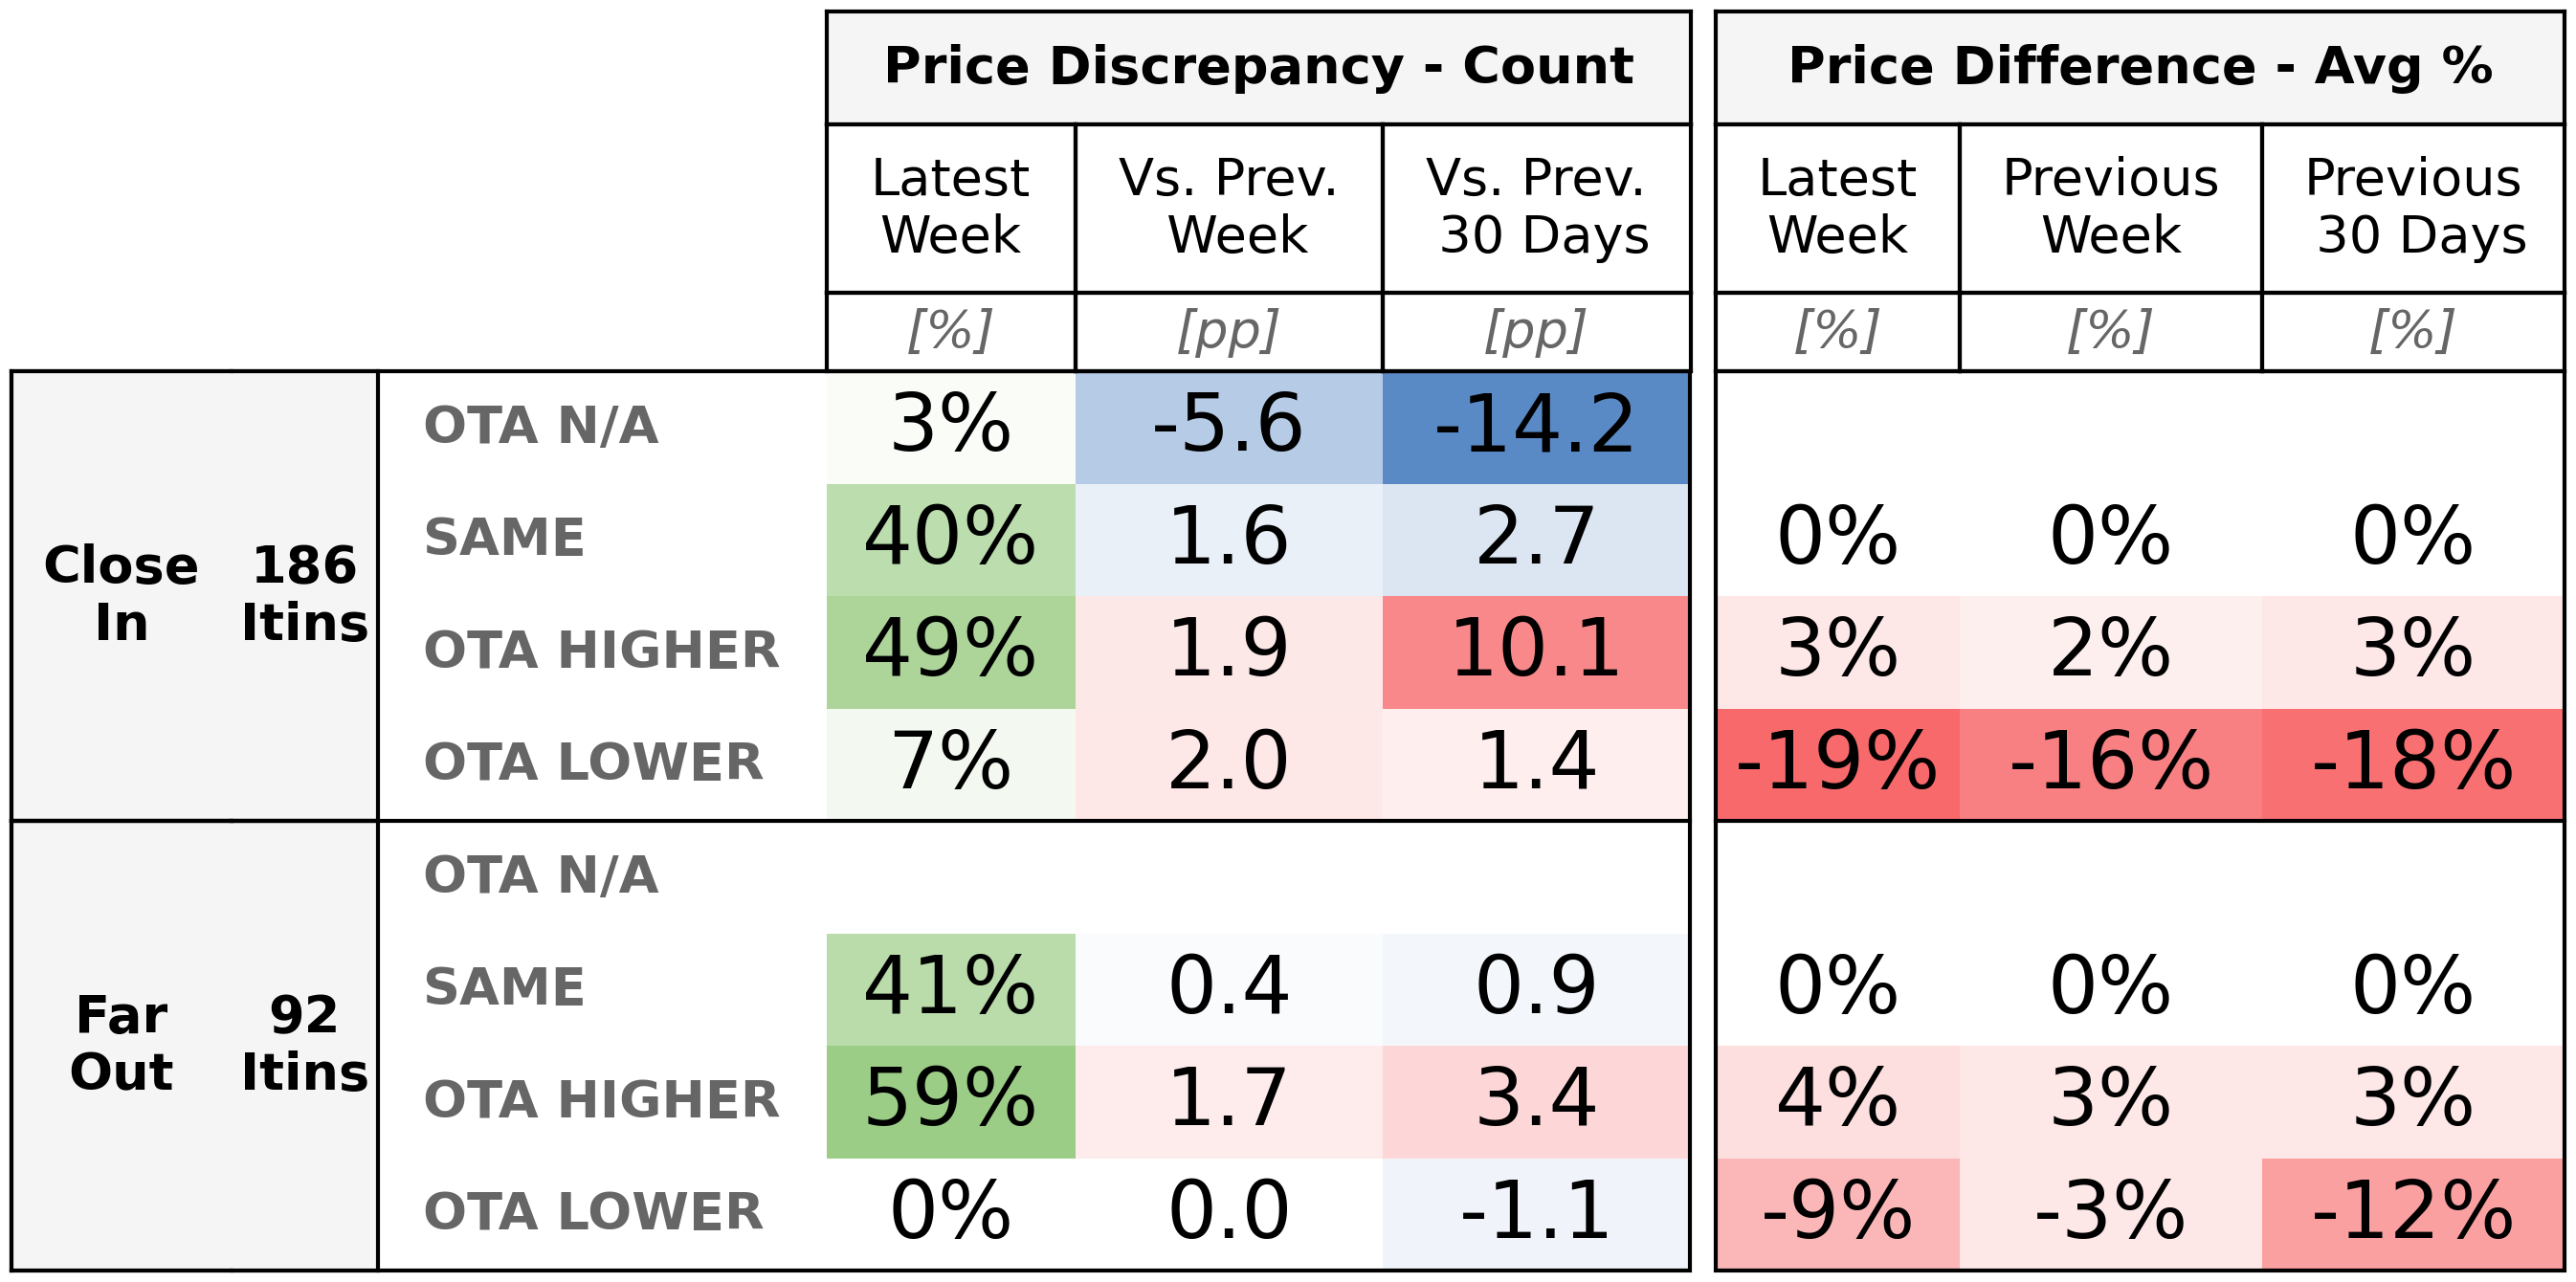 Price Discrepancy - Count Price Difference - Avg %
Latest Week Vs. Prev. Week Vs. Prev. 30 Days Latest Week Previous Week Previous 30 Days
[%] [pp] [pp] [%] [%] [%]
Close In 186 Itins
OTA N/A 3% -5.6 -14.2
SAME 40% 1.6 2.7 0% 0% 0%
OTA HIGHER 49% 1.9 10.1 3% 2% 3%
OTA LOWER 7% 2.0 1.4 -19% -16% -18%
Far Out 92 Itins
OTA N/A
SAME 41% 0.4 0.9 0% 0% 0%
OTA HIGHER 59% 1.7 3.4 4% 3% 3%
OTA LOWER 0% 0.0 -1.1 -9% -3% -12%